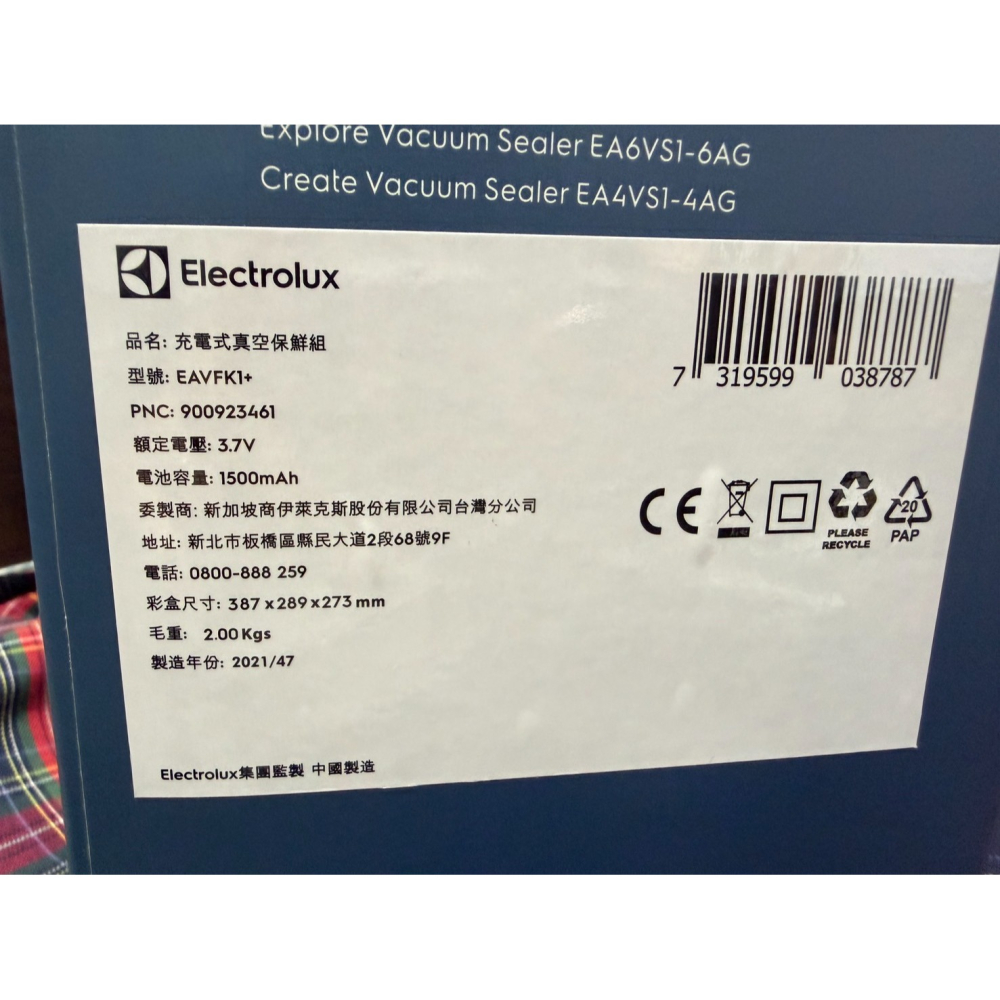 Explore Vacuum Sealer EA6VS1-6AG
Create Vacuum Sealer EA4VS1-4AG
Electrolux
品名: 充電式真空保鮮組
型號: EAVFK1+
PNC: 900923461
額定電壓: 3.7V
電池容量: 1500mAh
委製商: 新加坡商伊萊克斯股份有限公司台灣分公司
地址: 新北市板橋區縣民大道2段68號9F
電話: 0800-888 259
彩盒尺寸: 387 x 289 x 273 mm
毛重: 2.00 Kgs
製造年份: 2021/47
Electrolux集團監製 中國製造
7 319599 038787
CE
PLEASE
RECYCLE
20
PAP